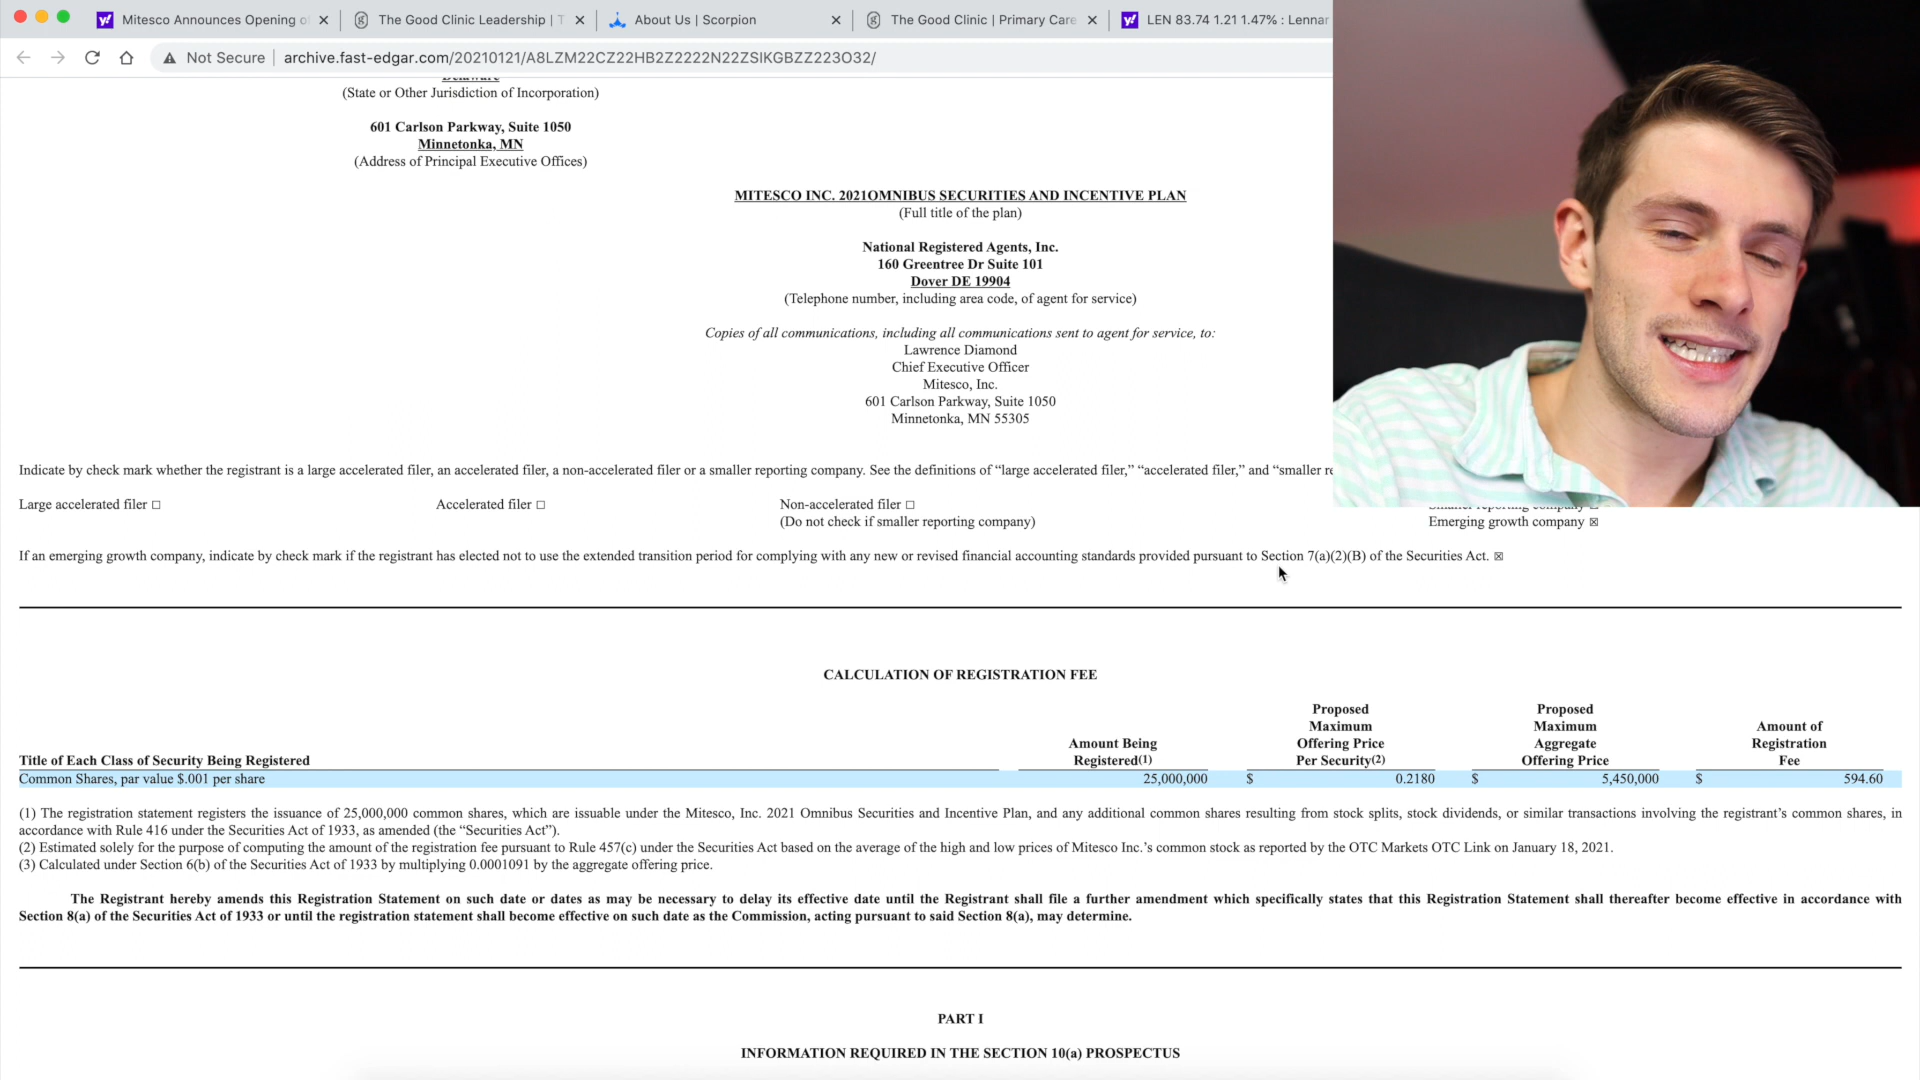 Mitesco Announces Opening o
The Good Clinic Leadership | T
About Us | Scorpion
The Good Clinic | Primary Care
LEN 83.74 1.21 1.47% : Lennar
Not Secure | archive.fast-edgar.com/20210121/A8LZM22CZ22HB2Z2222N22ZSIKGBZZ223O32/
Delaware
(State or Other Jurisdiction of Incorporation)
601 Carlson Parkway, Suite 1050
Minnetonka, MN
(Address of Principal Executive Offices)
MITESCO INC. 2021OMNIBUS SECURITIES AND INCENTIVE PLAN
(Full title of the plan)
National Registered Agents, Inc.
160 Greentree Dr Suite 101
Dover DE 19904
(Telephone number, including area code, of agent for service)
Copies of all communications, including all communications sent to agent for service, to:
Lawrence Diamond
Chief Executive Officer
Mitesco, Inc.
601 Carlson Parkway, Suite 1050
Minnetonka, MN 55305
Indicate by check mark whether the registrant is a large accelerated filer, an accelerated filer, a non-accelerated filer or a smaller reporting company. See the definitions of “large accelerated filer,” “accelerated filer,” and “smaller re
Large accelerated filer ☐ Accelerated filer ☐ Non-accelerated filer ☐ Smaller reporting company
(Do not check if smaller reporting company) Emerging growth company ☒
If an emerging growth company, indicate by check mark if the registrant has elected not to use the extended transition period for complying with any new or revised financial accounting standards provided pursuant to Section 7(a)(2)(B) of the Securities Act. ☒
CALCULATION OF REGISTRATION FEE
Title of Each Class of Security Being Registered
Amount Being
Registered(1)
Proposed
Maximum
Offering Price
Per Security(2)
Proposed
Maximum
Aggregate
Offering Price
Amount of
Registration
Fee
Common Shares, par value $.001 per share 25,000,000 $ 0.2180 $ 5,450,000 $ 594.60
(1) The registration statement registers the issuance of 25,000,000 common shares, which are issuable under the Mitesco, Inc. 2021 Omnibus Securities and Incentive Plan, and any additional common shares resulting from stock splits, stock dividends, or similar transactions involving the registrant’s common shares, in
accordance with Rule 416 under the Securities Act of 1933, as amended (the “Securities Act”).
(2) Estimated solely for the purpose of computing the amount of the registration fee pursuant to Rule 457(c) under the Securities Act based on the average of the high and low prices of Mitesco Inc.’s common stock as reported by the OTC Markets OTC Link on January 18, 2021.
(3) Calculated under Section 6(b) of the Securities Act of 1933 by multiplying 0.0001091 by the aggregate offering price.
The Registrant hereby amends this Registration Statement on such date or dates as may be necessary to delay its effective date until the Registrant shall file a further amendment which specifically states that this Registration Statement shall thereafter become effective in accordance with
Section 8(a) of the Securities Act of 1933 or until the registration statement shall become effective on such date as the Commission, acting pursuant to said Section 8(a), may determine.
PART I
INFORMATION REQUIRED IN THE SECTION 10(a) PROSPECTUS